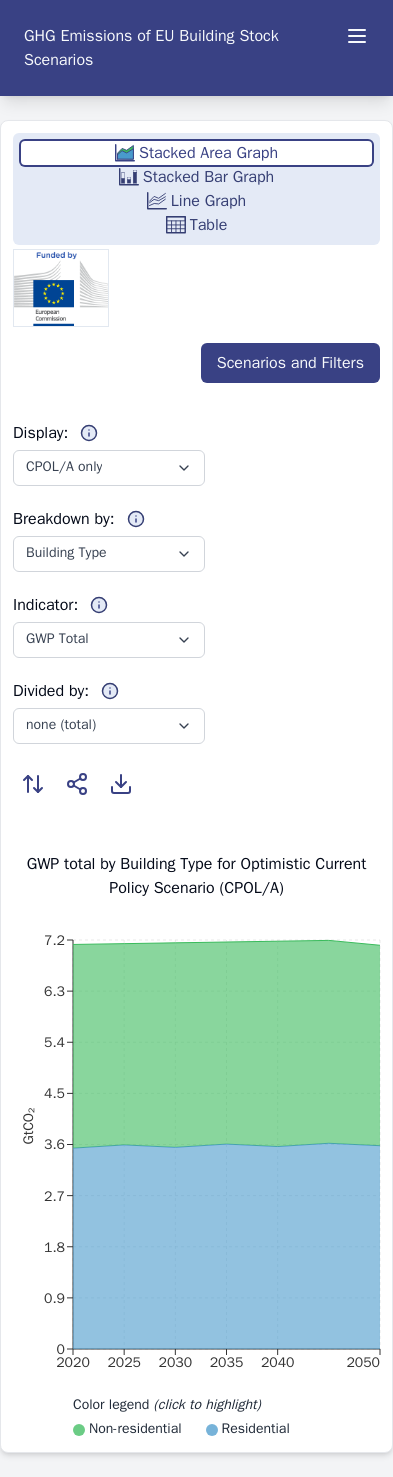 GHG Emissions of EU Building Stock
Scenarios
Stacked Area Graph
Stacked Bar Graph
Line Graph
Table
Funded by
European
Commission
Scenarios and Filters
Display:
CPOL/A only
Breakdown by:
Building Type
Indicator:
GWP Total
Divided by:
none (total)
GWP total by Building Type for Optimistic Current
Policy Scenario (CPOL/A)
GtCO₂
7.2
6.3
5.4
4.5
3.6
2.7
1.8
0.9
0
2020 2025 2030 2035 2040 2050
Color legend (click to highlight)
Non-residential Residential